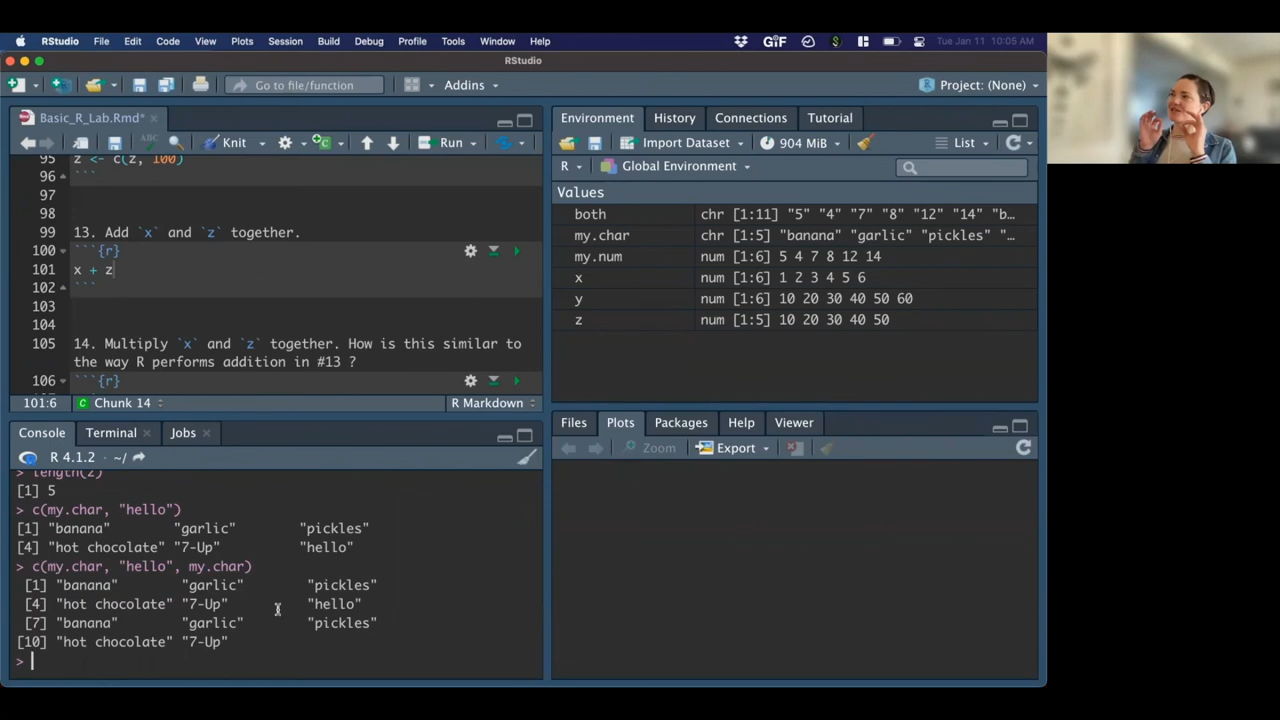 RStudio File Edit Code View Plots Session Build Debug Profile Tools Window Help GIF Tue Jan 11 10:05 AM
RStudio
Go to file/function Addins Project: (None)
Basic_R_Lab.Rmd*
ABC Knit Run
95 z <- c(z, 100)
96 ```
97
98
99 13. Add `x` and `z` together.
100 ```{r}
101 x + z
102 ```
103
104
105 14. Multiply `x` and `z` together. How is this similar to
the way R performs addition in #13 ?
106 ```{r}
101:6 C Chunk 14 R Markdown
Console Terminal Jobs
R 4.1.2 · ~/
> length(z)
[1] 5
> c(my.char, "hello")
[1] "banana" "garlic" "pickles"
[4] "hot chocolate" "7-Up" "hello"
> c(my.char, "hello", my.char)
[1] "banana" "garlic" "pickles"
[4] "hot chocolate" "7-Up" "hello"
[7] "banana" "garlic" "pickles"
[10] "hot chocolate" "7-Up"
>
Environment History Connections Tutorial
Import Dataset 904 MiB List
R Global Environment
Values
both chr [1:11] "5" "4" "7" "8" "12" "14" "b…
my.char chr [1:5] "banana" "garlic" "pickles" "…
my.num num [1:6] 5 4 7 8 12 14
x num [1:6] 1 2 3 4 5 6
y num [1:6] 10 20 30 40 50 60
z num [1:5] 10 20 30 40 50
Files Plots Packages Help Viewer
Zoom Export